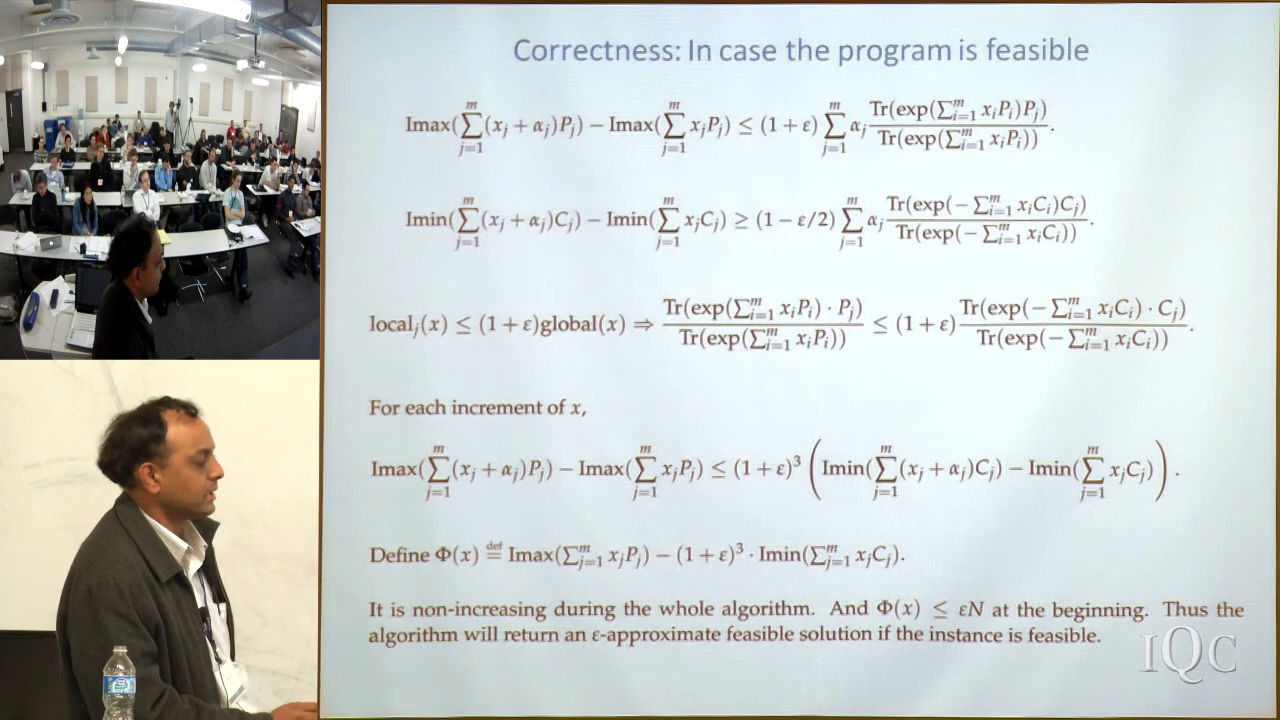 Correctness: In case the program is feasible
Imax(∑_{j=1}^{m}(x_j + α_j)P_j) − Imax(∑_{j=1}^{m} x_jP_j) ≤ (1 + ε) ∑_{j=1}^{m} α_j Tr(exp(∑_{i=1}^{m} x_iP_i)P_j) / Tr(exp(∑_{i=1}^{m} x_iP_i)).
Imin(∑_{j=1}^{m}(x_j + α_j)C_j) − Imin(∑_{j=1}^{m} x_jC_j) ≥ (1 − ε/2) ∑_{j=1}^{m} α_j Tr(exp(− ∑_{i=1}^{m} x_iC_i)C_j) / Tr(exp(− ∑_{i=1}^{m} x_iC_i)).
local_j(x) ≤ (1 + ε)global(x) ⇒ Tr(exp(∑_{i=1}^{m} x_iP_i) · P_j) / Tr(exp(∑_{i=1}^{m} x_iP_i)) ≤ (1 + ε) Tr(exp(− ∑_{i=1}^{m} x_iC_i) · C_j) / Tr(exp(− ∑_{i=1}^{m} x_iC_i)).
For each increment of x,
Imax(∑_{j=1}^{m}(x_j + α_j)P_j) − Imax(∑_{j=1}^{m} x_jP_j) ≤ (1 + ε)^3 (Imin(∑_{j=1}^{m}(x_j + α_j)C_j) − Imin(∑_{j=1}^{m} x_jC_j)).
Define Φ(x) def= Imax(∑_{j=1}^{m} x_jP_j) − (1 + ε)^3 · Imin(∑_{j=1}^{m} x_jC_j).
It is non-increasing during the whole algorithm. And Φ(x) ≤ εN at the beginning. Thus the
algorithm will return an ε-approximate feasible solution if the instance is feasible.
IQC